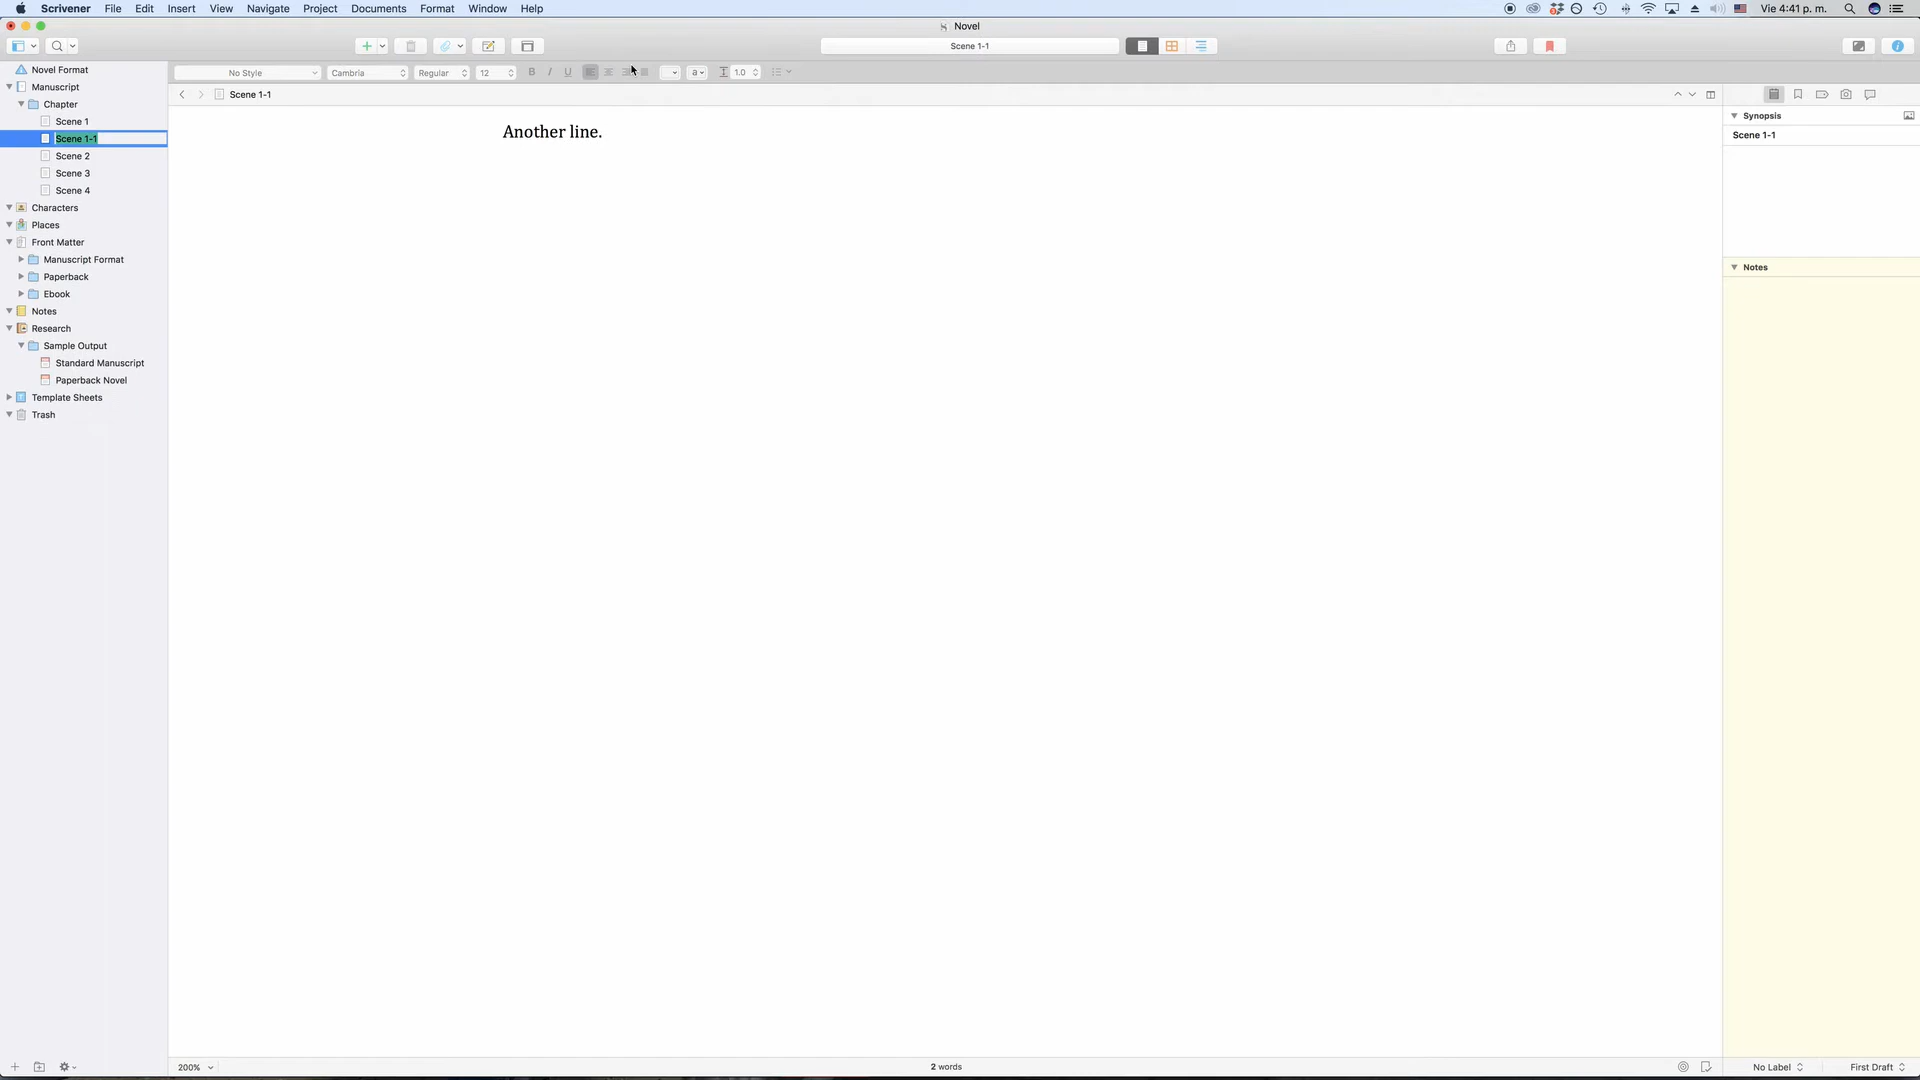 Scrivener File Edit Insert View Navigate Project Documents Format Window Help
Vie 4:41 p. m.
Novel
Scene 1-1
No Style
Cambria
Regular
12
B I U
a
1.0
Scene 1-1
Novel Format
Manuscript
Chapter
Scene 1
Scene 1-1
Scene 2
Scene 3
Scene 4
Characters
Places
Front Matter
Manuscript Format
Paperback
Ebook
Notes
Research
Sample Output
Standard Manuscript
Paperback Novel
Template Sheets
Trash
Another line.
Synopsis
Scene 1-1
Notes
200%
2 words
No Label
First Draft